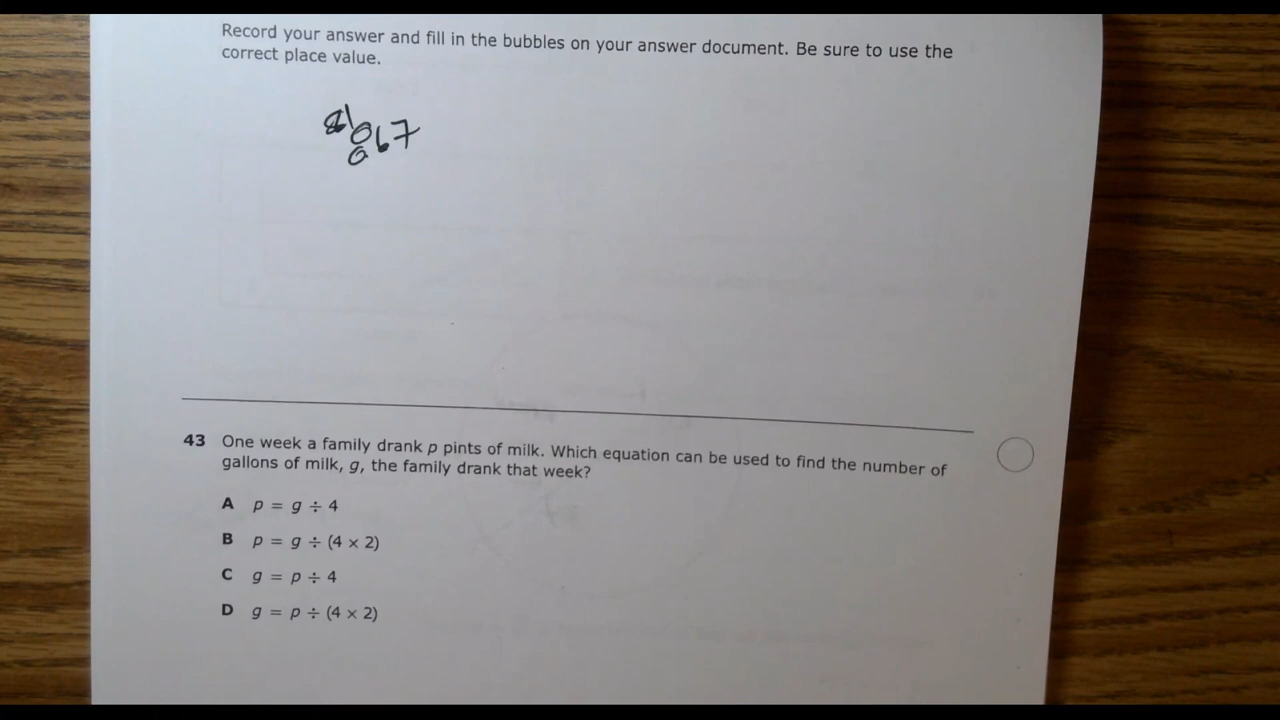 Record your answer and fill in the bubbles on your answer document. Be sure to use the
correct place value.
67
43 One week a family drank p pints of milk. Which equation can be used to find the number of
gallons of milk, g, the family drank that week?
A p = g ÷ 4
B p = g ÷ (4 × 2)
C g = p ÷ 4
D g = p ÷ (4 × 2)